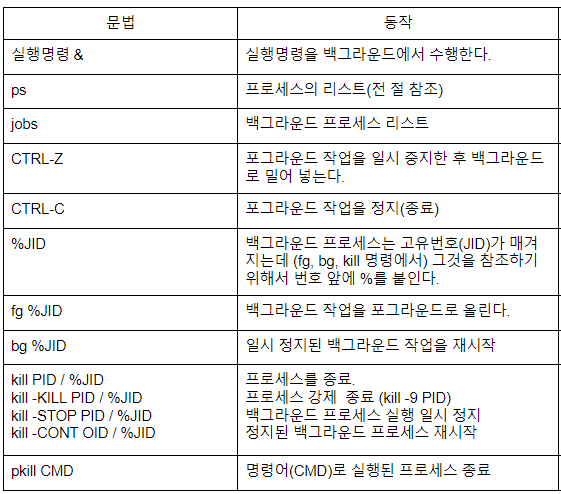 문법 동작
실행명령 & 실행명령을 백그라운드에서 수행한다.
ps 프로세스의 리스트(전 절 참조)
jobs 백그라운드 프로세스 리스트
CTRL-Z 포그라운드 작업을 일시 중지한 후 백그라운드
로 밀어 넣는다.
CTRL-C 포그라운드 작업을 정지(종료)
%JID 백그라운드 프로세스는 고유번호(JID)가 매겨
지는데 (fg, bg, kill 명령에서) 그것을 참조하기
위해서 번호 앞에 %를 붙인다.
fg %JID 백그라운드 작업을 포그라운드로 올린다.
bg %JID 일시 정지된 백그라운드 작업을 재시작
kill PID / %JID 프로세스를 종료.
kill -KILL PID / %JID 프로세스 강제 종료 (kill -9 PID)
kill -STOP PID / %JID 백그라운드 프로세스 실행 일시 정지
kill -CONT OID / %JID 정지된 백그라운드 프로세스 재시작
pkill CMD 명령어(CMD)로 실행된 프로세스 종료